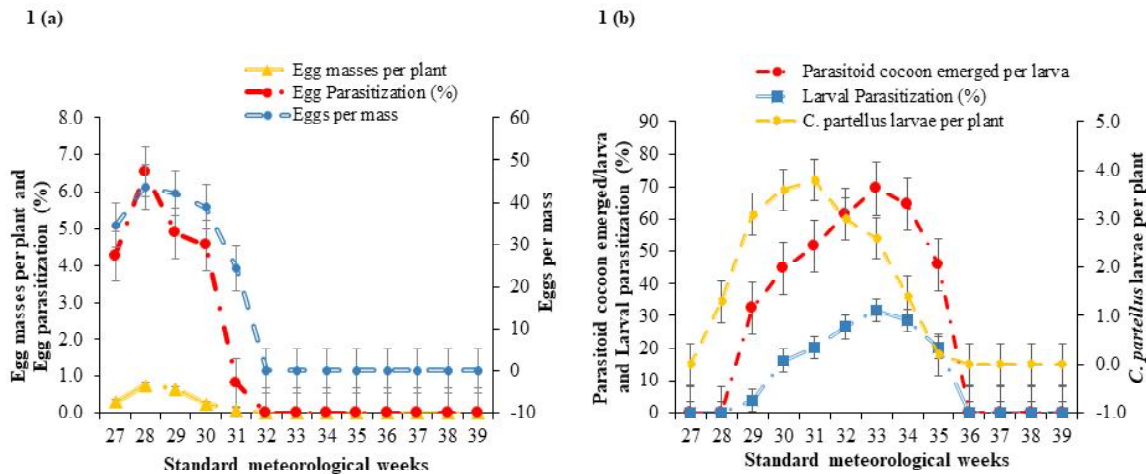 1 (a)
Egg masses per plant
Egg Parasitization (%)
Eggs per mass
Egg masses per plant and
Egg parasitization (%)
8.0
7.0
6.0
5.0
4.0
3.0
2.0
1.0
0.0
60
50
40
30
20
10
0
-10
Eggs per mass
27 28 29 30 31 32 33 34 35 36 37 38 39
Standard meteorological weeks
1 (b)
Parasitoid cocoon emerged per larva
Larval Parasitization (%)
C. partellus larvae per plant
Parasitoid cocoon emerged/larva
and Larval parasitization (%)
90
80
70
60
50
40
30
20
10
0
5.0
4.0
3.0
2.0
1.0
0.0
-1.0
C. partellus larvae per plant
27 28 29 30 31 32 33 34 35 36 37 38 39
Standard meteorological weeks